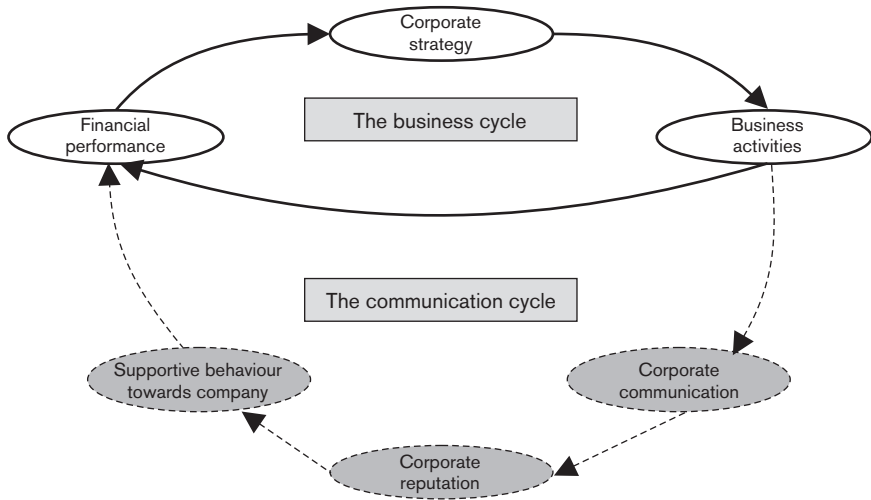 Corporate
strategy
The business cycle
Financial
performance
Business
activities
The communication cycle
Supportive behaviour
towards company
Corporate
communication
Corporate
reputation